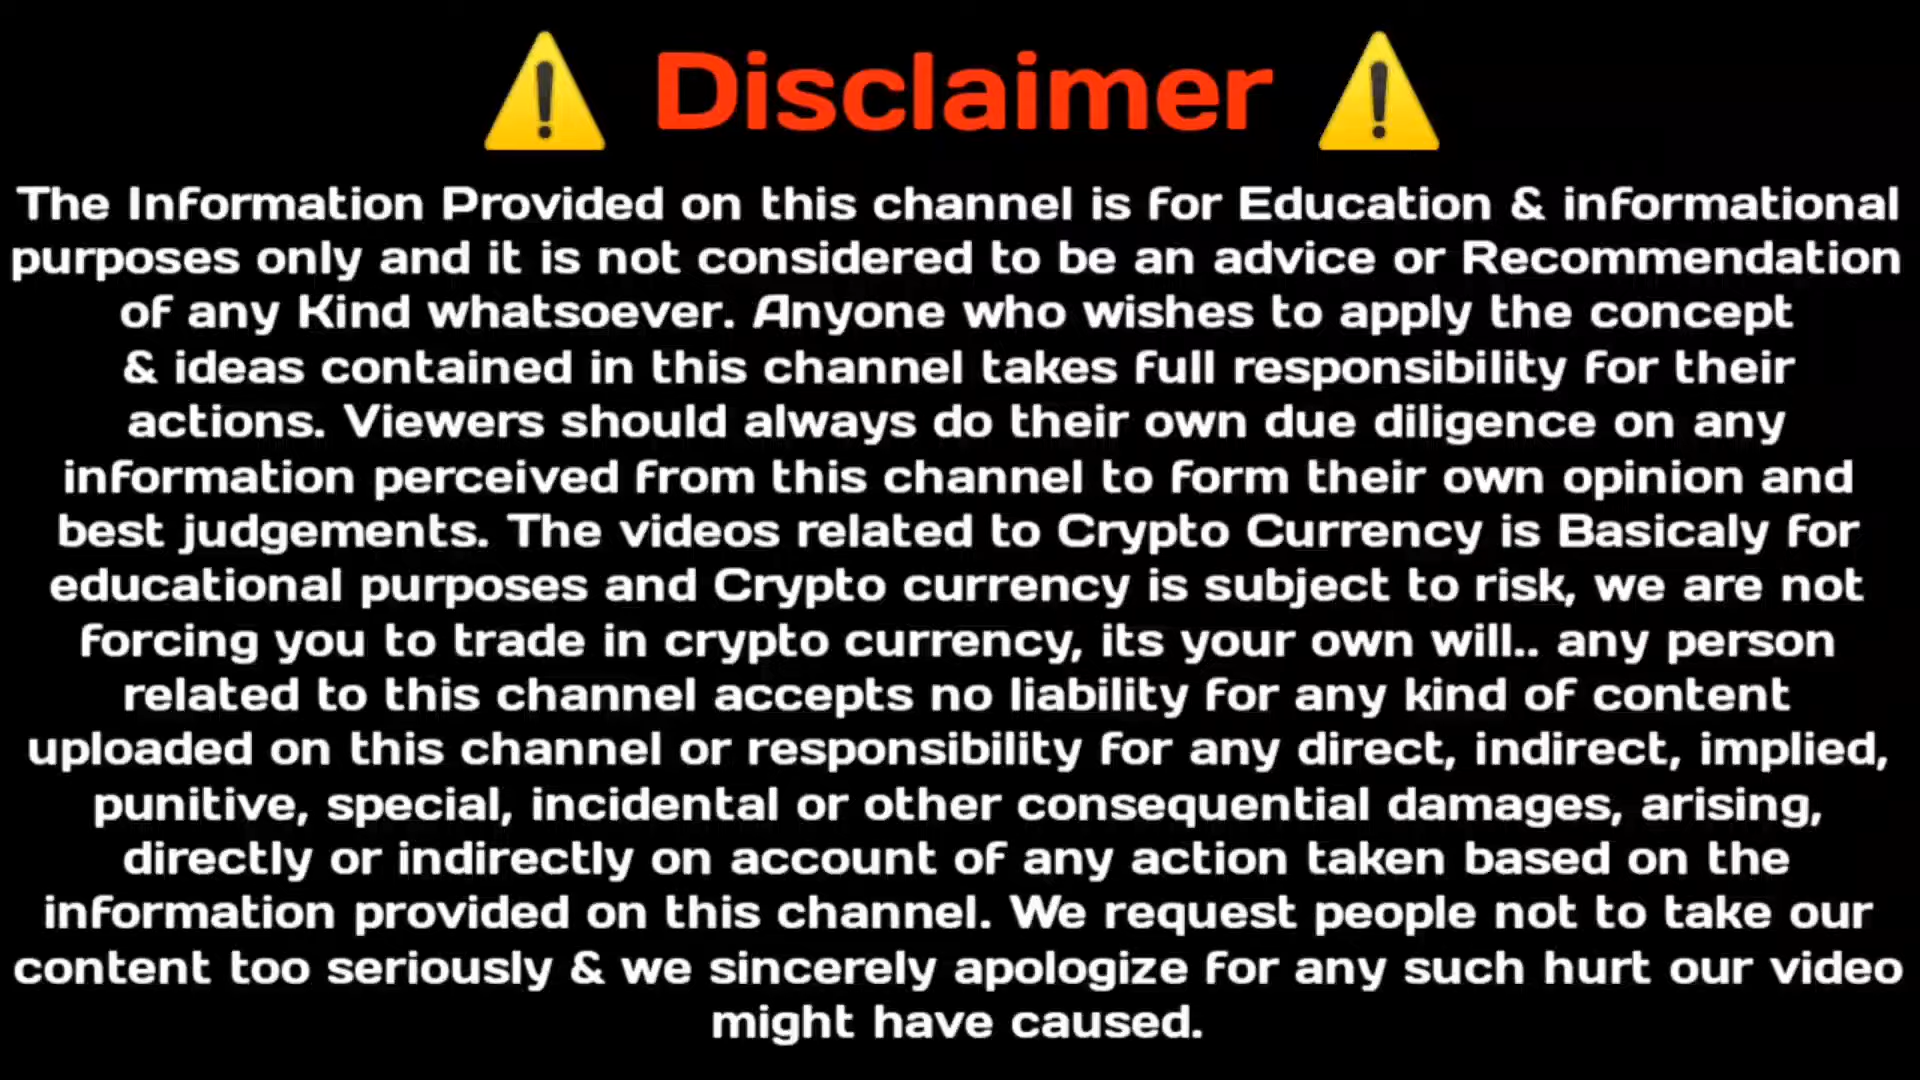 ⚠️ Disclaimer ⚠️
The Information Provided on this channel is for Education & informational
purposes only and it is not considered to be an advice or Recommendation
of any Kind whatsoever. Anyone who wishes to apply the concept
& ideas contained in this channel takes full responsibility for their
actions. Viewers should always do their own due diligence on any
information perceived from this channel to form their own opinion and
best judgements. The videos related to Crypto Currency is Basicaly for
educational purposes and Crypto currency is subject to risk, we are not
forcing you to trade in crypto currency, its your own will.. any person
related to this channel accepts no liability for any kind of content
uploaded on this channel or responsibility for any direct, indirect, implied,
punitive, special, incidental or other consequential damages, arising,
directly or indirectly on account of any action taken based on the
information provided on this channel. We request people not to take our
content too seriously & we sincerely apologize for any such hurt our video
might have caused.